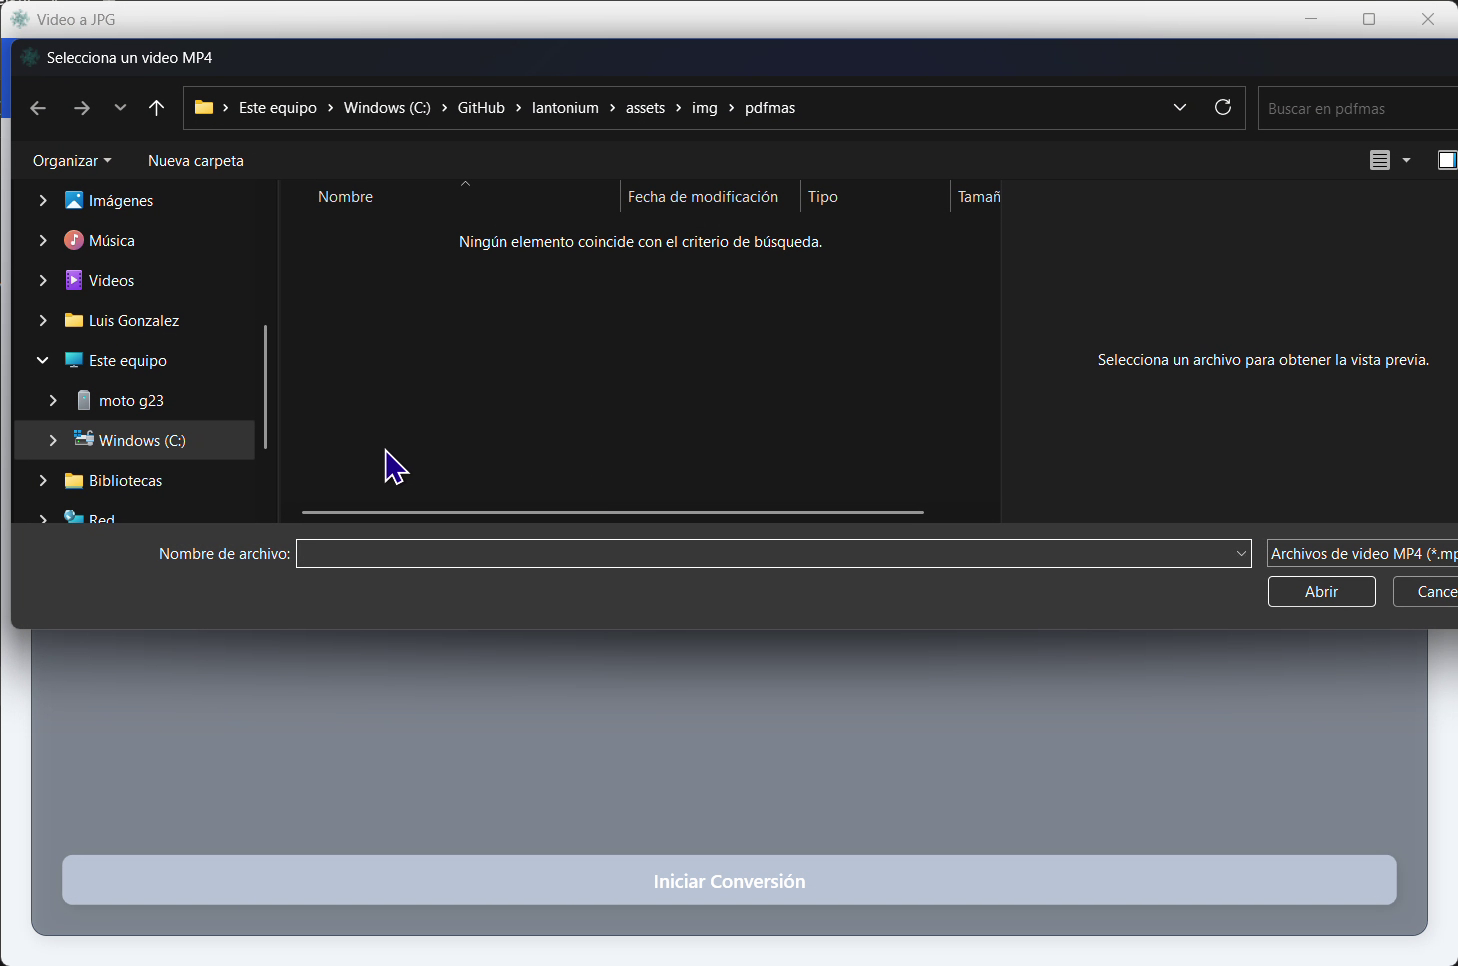 Video a JPG
Selecciona un video MP4
Este equipo > Windows (C:) > GitHub > lantonium > assets > img > pdfmas
Buscar en pdfmas
Organizar
Nueva carpeta
Imágenes
Música
Videos
Luis Gonzalez
Este equipo
moto g23
Windows (C:)
Bibliotecas
Red
Nombre
Fecha de modificación
Tipo
Tamañ
Ningún elemento coincide con el criterio de búsqueda.
Selecciona un archivo para obtener la vista previa.
Nombre de archivo:
Archivos de video MP4 (*.mp
Abrir
Cance
Iniciar Conversión